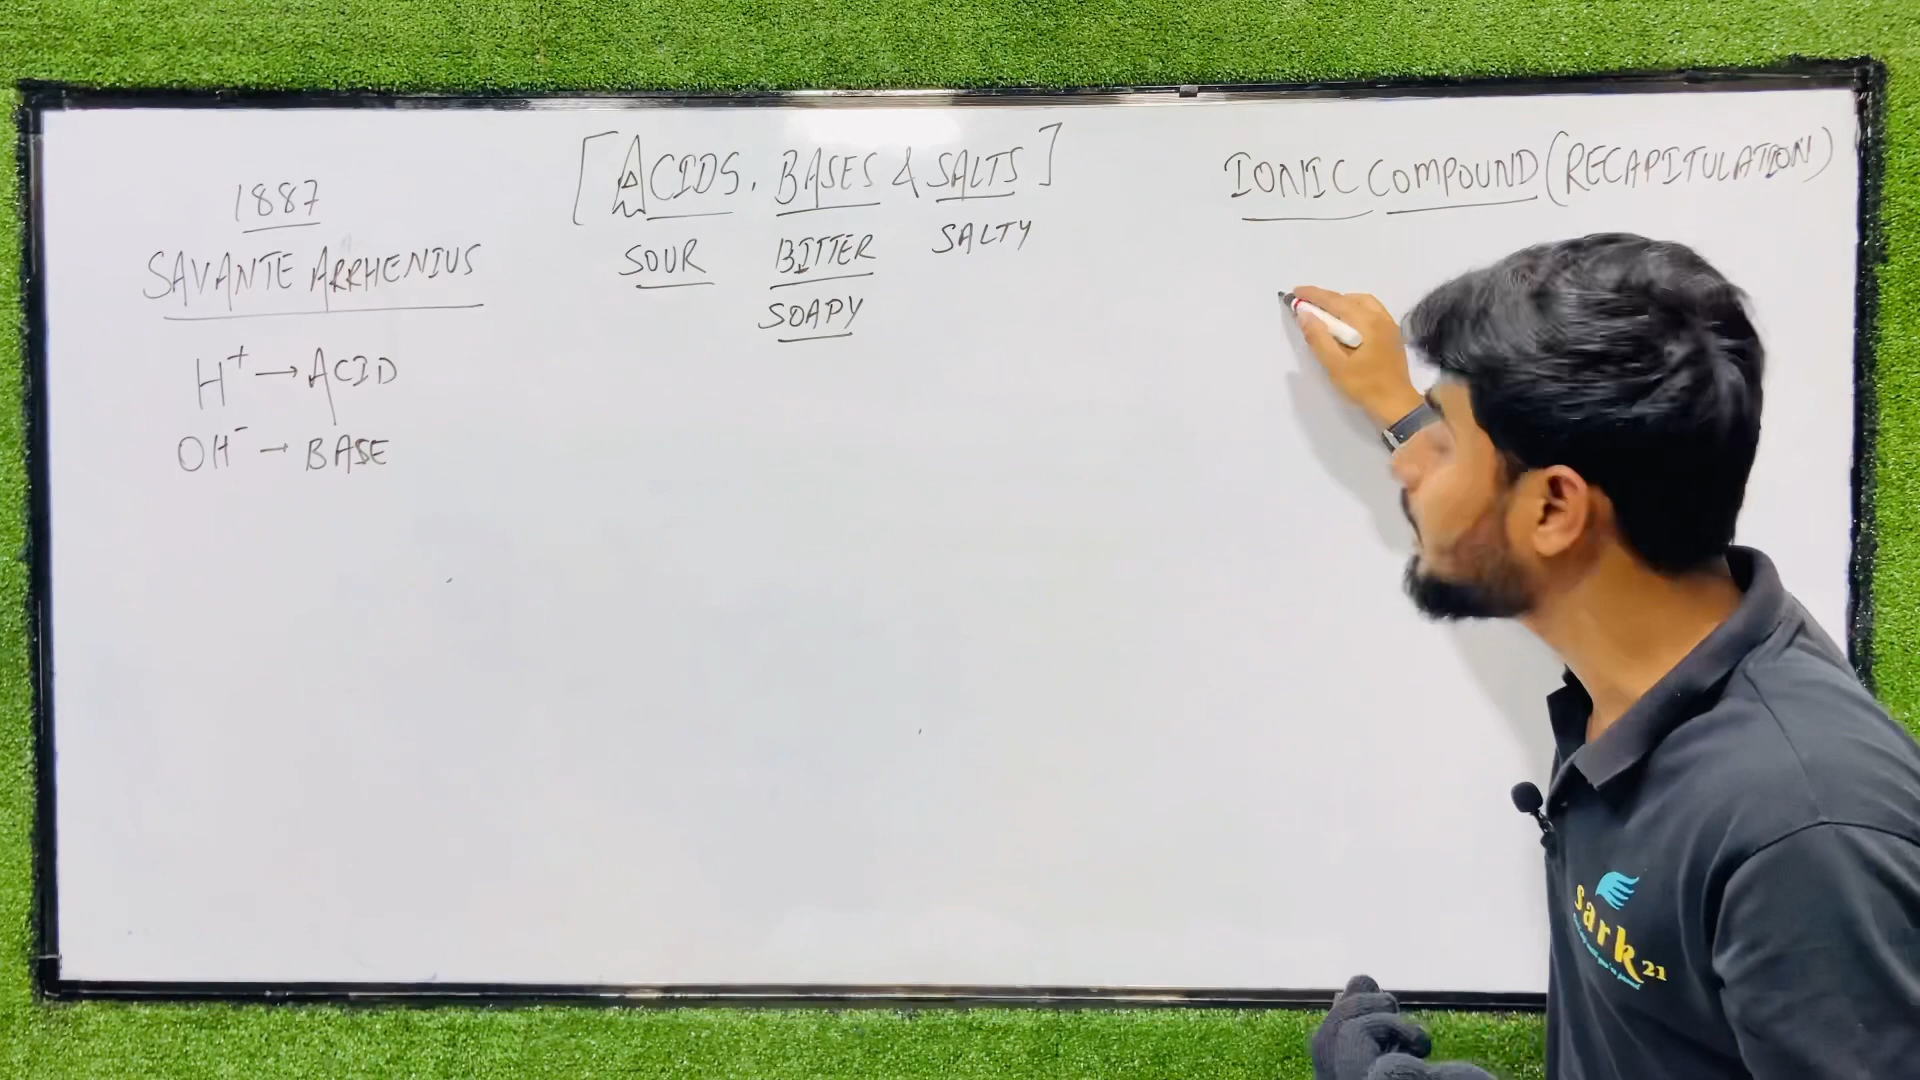 1887
SAVANTE ARRHENIUS
H⁺ → ACID
OH⁻ → BASE
[ACIDS, BASES & SALTS]
SOUR BITTER SALTY
SOAPY
IONIC COMPOUND (RECAPITULATION)
Sark 21